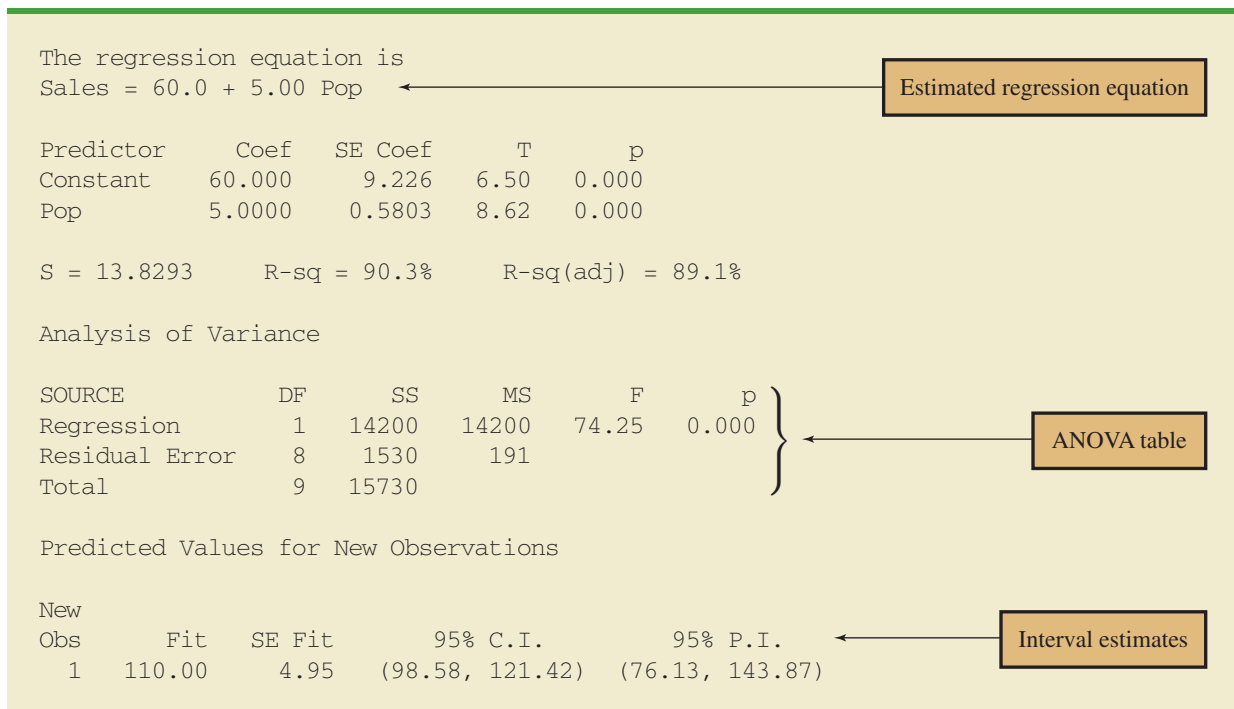 The regression equation is
Sales = 60.0 + 5.00 Pop
Estimated regression equation
Predictor Coef SE Coef T p
Constant 60.000 9.226 6.50 0.000
Pop 5.0000 0.5803 8.62 0.000
S = 13.8293 R-sq = 90.3% R-sq(adj) = 89.1%
Analysis of Variance
SOURCE DF SS MS F p
Regression 1 14200 14200 74.25 0.000
Residual Error 8 1530 191
Total 9 15730
ANOVA table
Predicted Values for New Observations
New
Obs Fit SE Fit 95% C.I. 95% P.I.
1 110.00 4.95 (98.58, 121.42) (76.13, 143.87)
Interval estimates